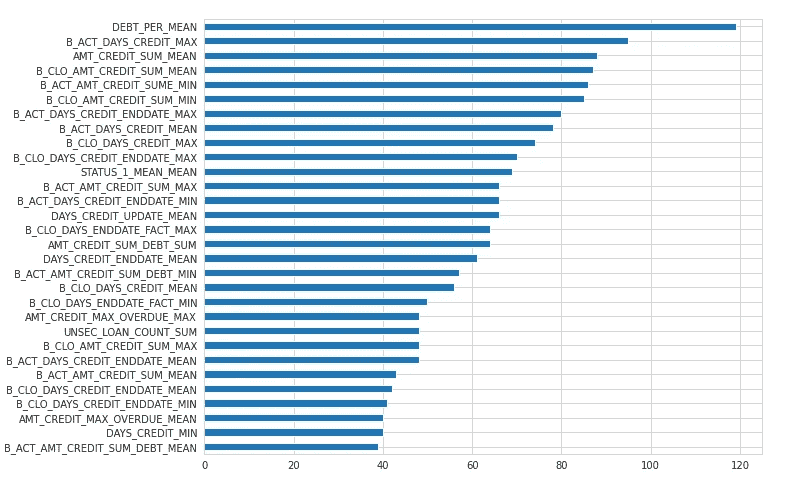 DEBT_PER_MEAN
B_ACT_DAYS_CREDIT_MAX
AMT_CREDIT_SUM_MEAN
B_CLO_AMT_CREDIT_SUM_MEAN
B_ACT_AMT_CREDIT_SUME_MIN
B_CLO_AMT_CREDIT_SUM_MIN
B_ACT_DAYS_CREDIT_ENDDATE_MAX
B_ACT_DAYS_CREDIT_MEAN
B_CLO_DAYS_CREDIT_MAX
B_CLO_DAYS_CREDIT_ENDDATE_MAX
STATUS_1_MEAN_MEAN
B_ACT_AMT_CREDIT_SUM_MAX
B_ACT_DAYS_CREDIT_ENDDATE_MIN
DAYS_CREDIT_UPDATE_MEAN
B_CLO_DAYS_ENDDATE_FACT_MAX
AMT_CREDIT_SUM_DEBT_SUM
DAYS_CREDIT_ENDDATE_MEAN
B_ACT_AMT_CREDIT_SUM_DEBT_MIN
B_CLO_DAYS_CREDIT_MEAN
B_CLO_DAYS_ENDDATE_FACT_MIN
AMT_CREDIT_MAX_OVERDUE_MAX
UNSEC_LOAN_COUNT_SUM
B_CLO_AMT_CREDIT_SUM_MAX
B_ACT_DAYS_CREDIT_ENDDATE_MEAN
B_ACT_AMT_CREDIT_SUM_MEAN
B_CLO_DAYS_CREDIT_ENDDATE_MEAN
B_CLO_DAYS_CREDIT_ENDDATE_MIN
AMT_CREDIT_MAX_OVERDUE_MEAN
DAYS_CREDIT_MIN
B_ACT_AMT_CREDIT_SUM_DEBT_MEAN
0 20 40 60 80 100 120